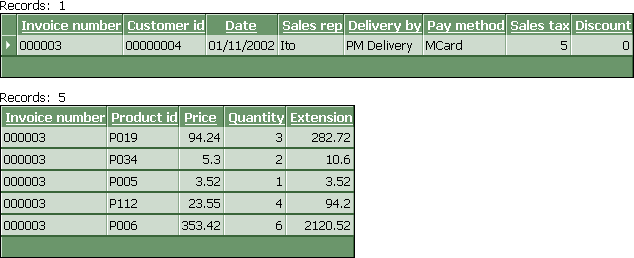 Records: 1
Invoice number Customer id Date Sales rep Delivery by Pay method Sales tax Discount
000003 00000004 01/11/2002 Ito PM Delivery MCard 5 0
Records: 5
Invoice number Product id Price Quantity Extension
000003 P019 94.24 3 282.72
000003 P034 5.3 2 10.6
000003 P005 3.52 1 3.52
000003 P112 23.55 4 94.2
000003 P006 353.42 6 2120.52